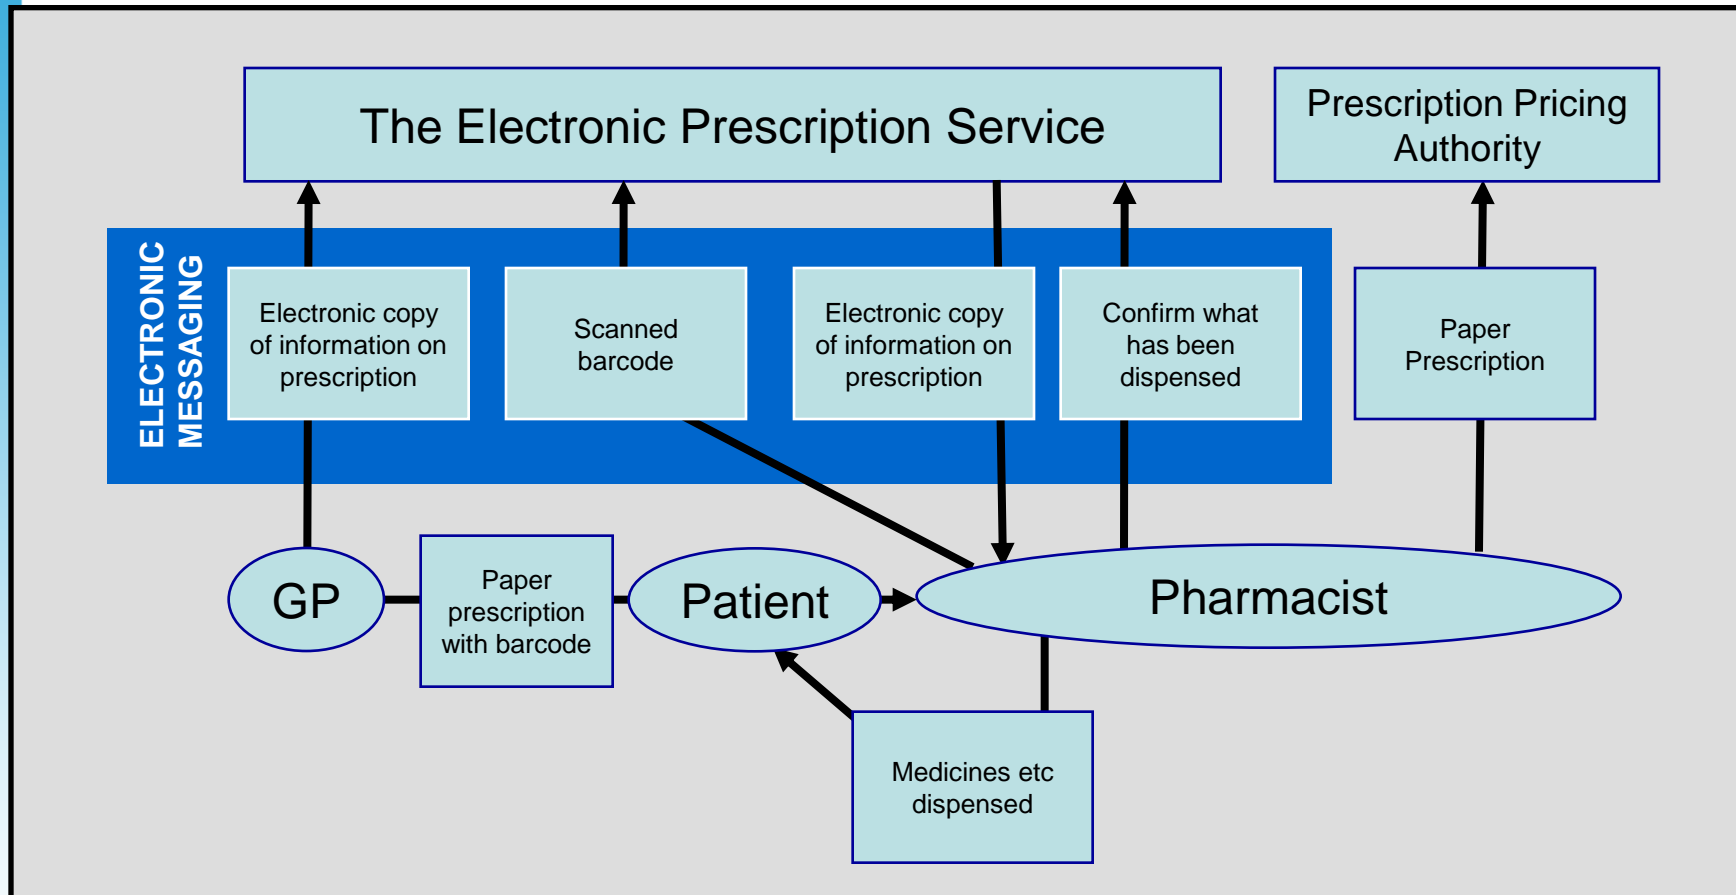 The Electronic Prescription Service
Prescription Pricing
Authority
ELECTRONIC
MESSAGING
Electronic copy
of information on
prescription
Scanned
barcode
Electronic copy
of information on
prescription
Confirm what
has been
dispensed
Paper
Prescription
GP
Paper
prescription
with barcode
Patient
Pharmacist
Medicines etc
dispensed